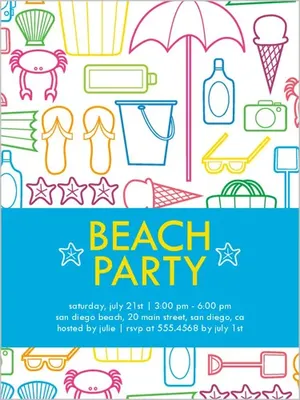 BEACH
PARTY
saturday, july 21st | 3:00 pm - 6:00 pm
san diego beach, 20 main street, san diego, ca
hosted by julie | rsvp at 555.4568 by july 1st